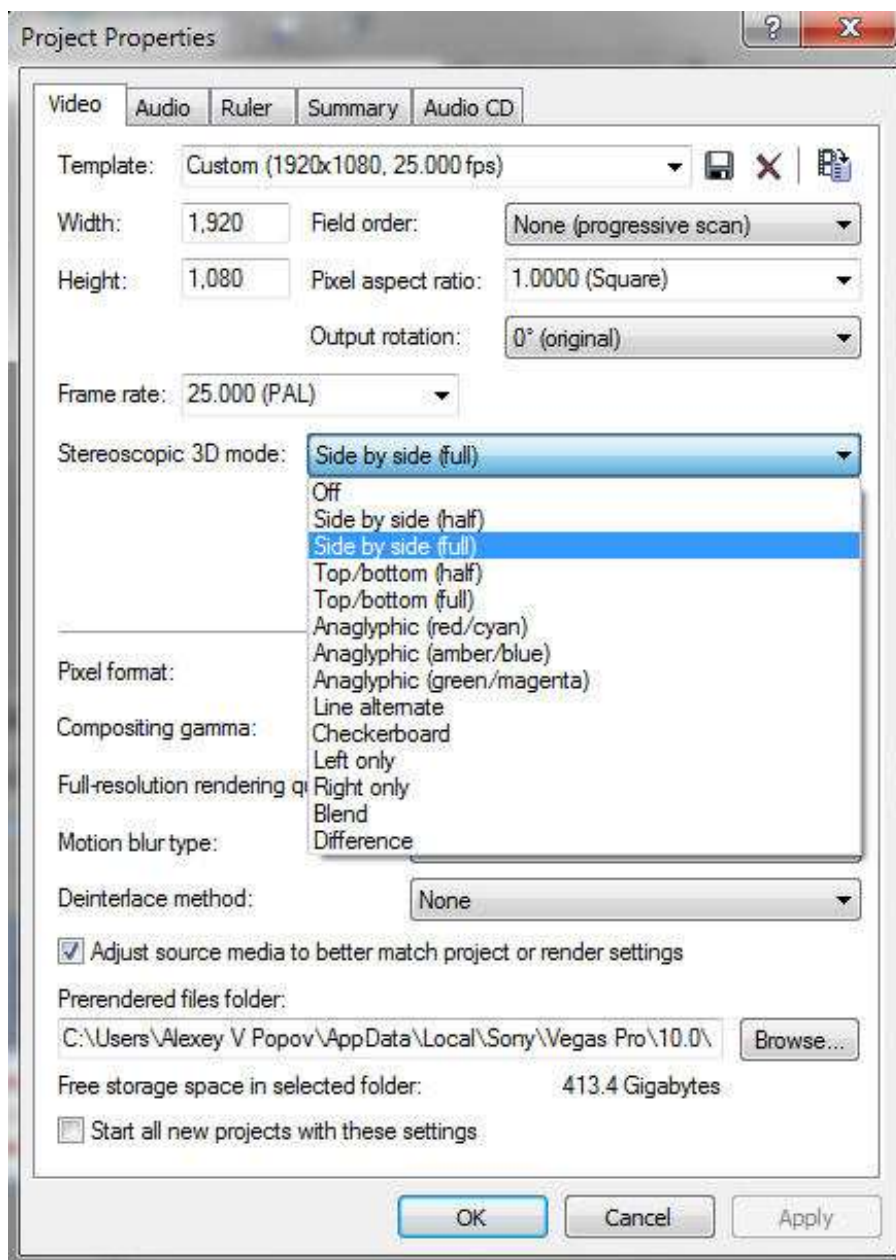 Project Properties
Video Audio Ruler Summary Audio CD
Template: Custom (1920x1080, 25.000 fps)
Width: 1,920 Field order: None (progressive scan)
Height: 1,080 Pixel aspect ratio: 1.0000 (Square)
Output rotation: 0° (original)
Frame rate: 25.000 (PAL)
Stereoscopic 3D mode: Side by side (full)
Off
Side by side (half)
Side by side (full)
Top/bottom (half)
Top/bottom (full)
Anaglyphic (red/cyan)
Pixel format: Anaglyphic (amber/blue)
Anaglyphic (green/magenta)
Line alternate
Compositing gamma: Checkerboard
Left only
Full-resolution rendering q Right only
Blend
Motion blur type: Difference
Deinterlace method: None
Adjust source media to better match project or render settings
Prerendered files folder:
C:\Users\Alexey V Popov\AppData\Local\Sony\Vegas Pro\10.0\ Browse...
Free storage space in selected folder: 413.4 Gigabytes
Start all new projects with these settings
OK Cancel Apply